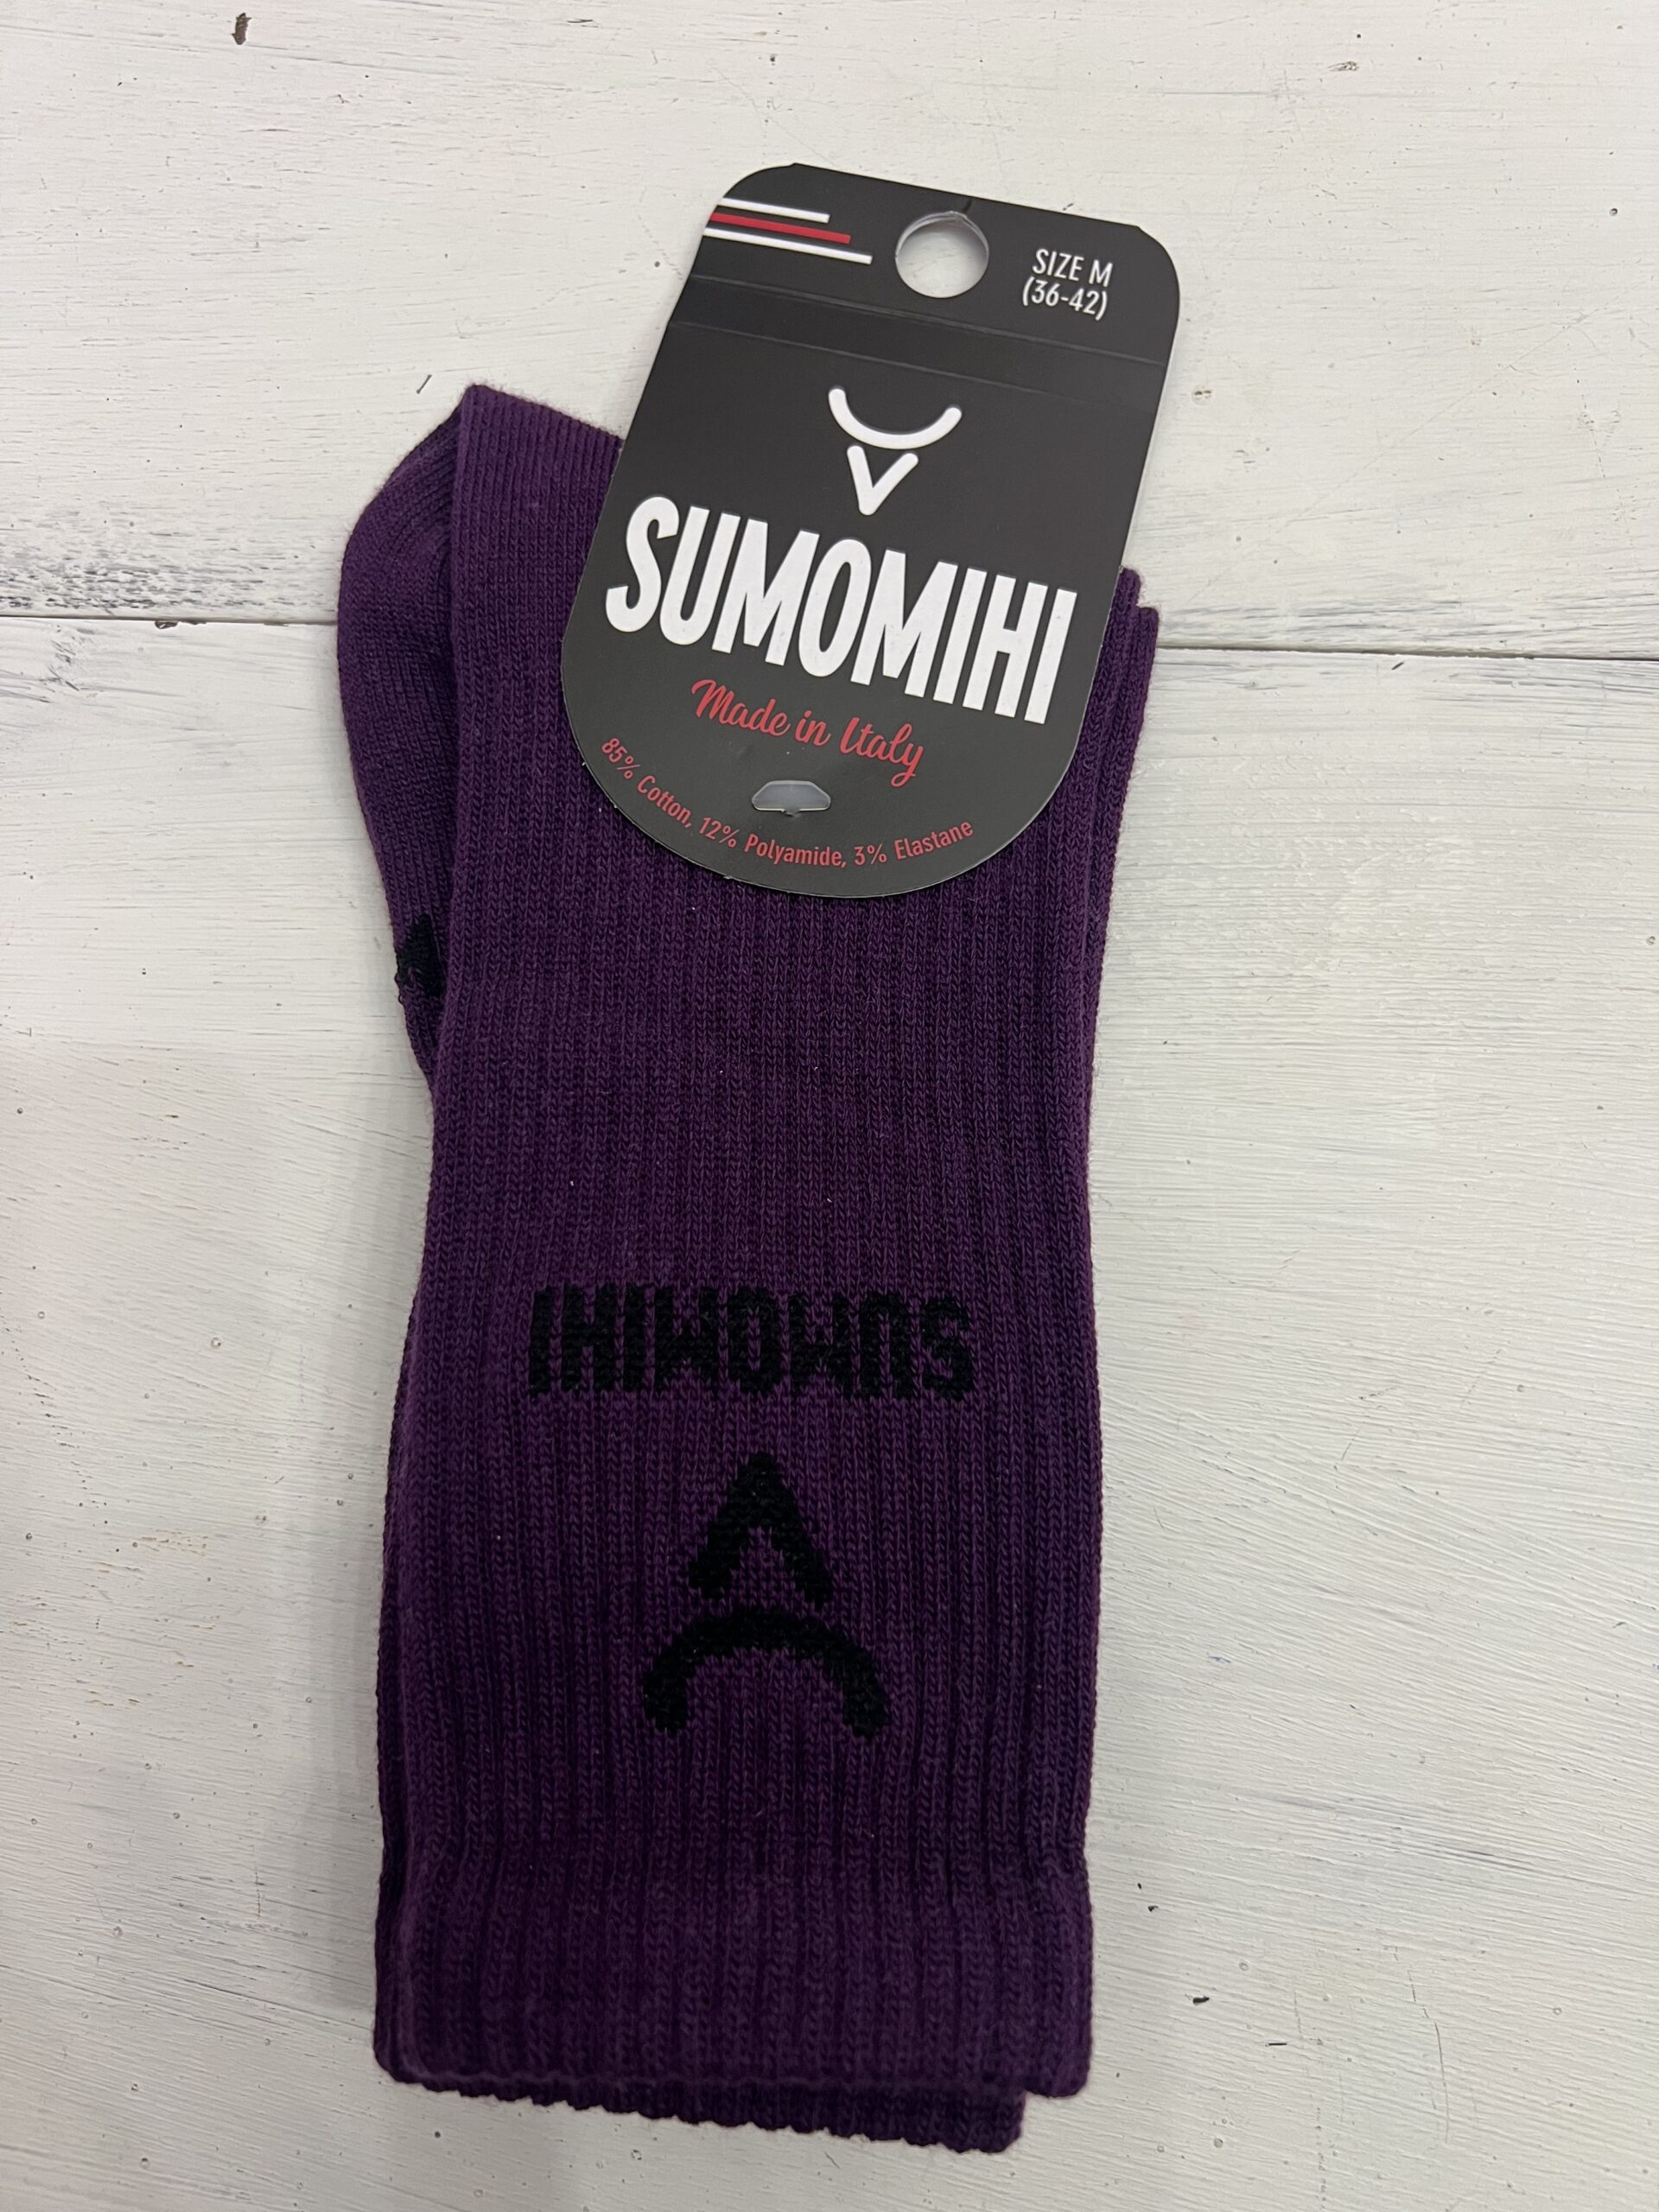 SIZE M
(36-42)
SUMOMIHI
Made in Italy
85% Cotton, 12% Polyamide, 3% Elastane
SUMOMIHI